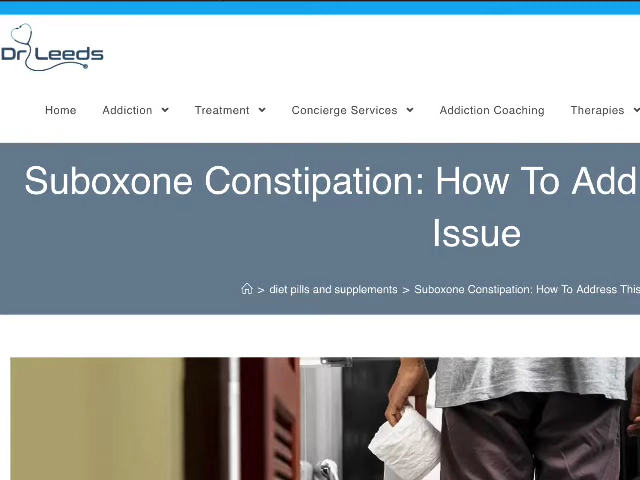 Dr Leeds
Home Addiction Treatment Concierge Services Addiction Coaching Therapies
Suboxone Constipation: How To Add
Issue
> diet pills and supplements > Suboxone Constipation: How To Address This